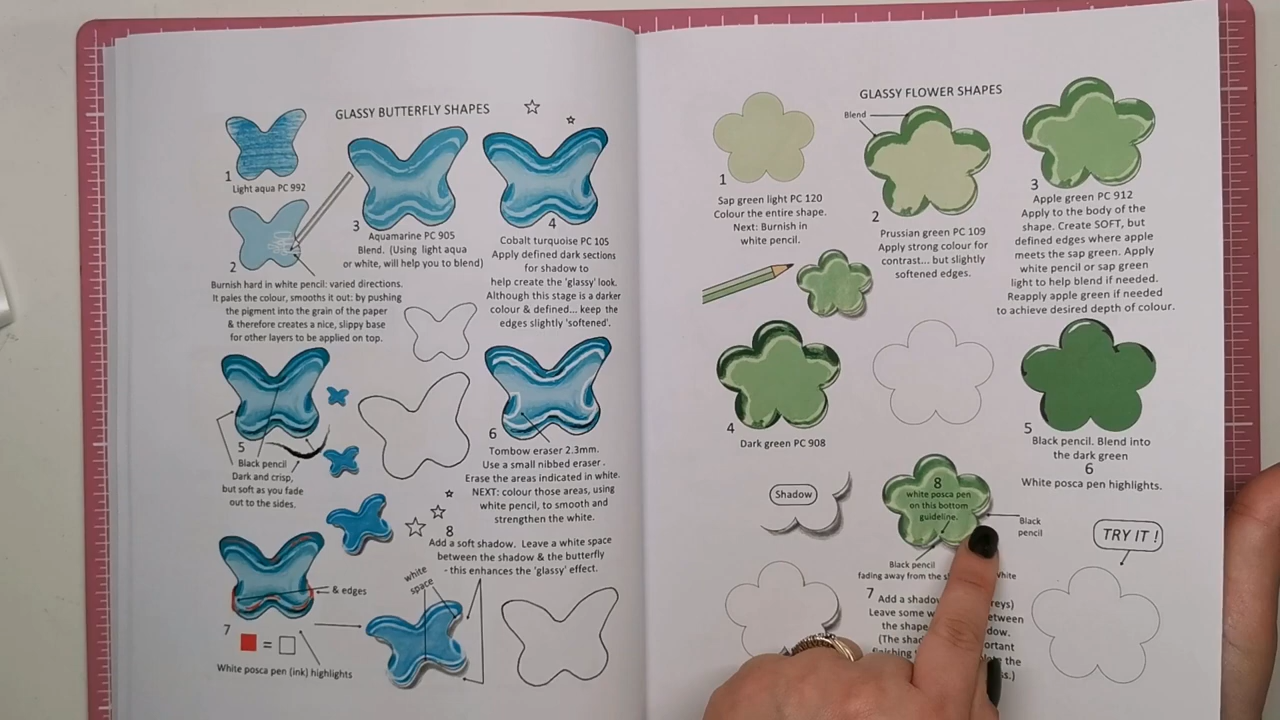 GLASSY BUTTERFLY SHAPES
1
Light aqua PC 992
2
Burnish hard in white pencil: varied directions.
It pales the colour, smooths it out: by pushing
the pigment into the grain of the paper
& therefore creates a nice, slippery base
for other layers to be applied on top.
3
Aquamarine PC 905
Blend. (Using light aqua
or white, will help you to blend)
4
Cobalt turquoise PC 105
Apply defined dark sections
for shadow to
help create the 'glassy' look.
Although this stage is a darker
colour & defined... keep the
edges slightly 'softened'.
5
Black pencil
Dark and crisp,
but soft as you fade
out to the sides.
6
Tombow eraser 2.3mm.
Use a small nibbed eraser.
Erase the areas indicated in white.
NEXT: colour those areas, using
white pencil, to smooth and
strengthen the white.
7
& edges
=
White posca pen (ink) highlights
8
Add a soft shadow. Leave a white space
between the shadow & the butterfly
- this enhances the 'glassy' effect.
white
space
GLASSY FLOWER SHAPES
1
Sap green light PC 120
Colour the entire shape.
Next: Burnish in
white pencil.
Blend
2
Prussian green PC 109
Apply strong colour for
contrast... but slightly
softened edges.
3
Apple green PC 912
Apply to the body of the
shape. Create SOFT, but
defined edges where apple
meets the sap green. Apply
white pencil or sap green
light to help blend if needed.
Reapply apple green if needed
to achieve desired depth of colour.
4
Dark green PC 908
5
Black pencil. Blend into
the dark green
6
White posca pen highlights.
Shadow
8
white posca pen
on this bottom
guideline.
Black
pencil
Black pencil
fading away from the white
7
Add a shadow reys)
Leave some between
the shape dow.
(The ortant
finishing the
ss.)
TRY IT !